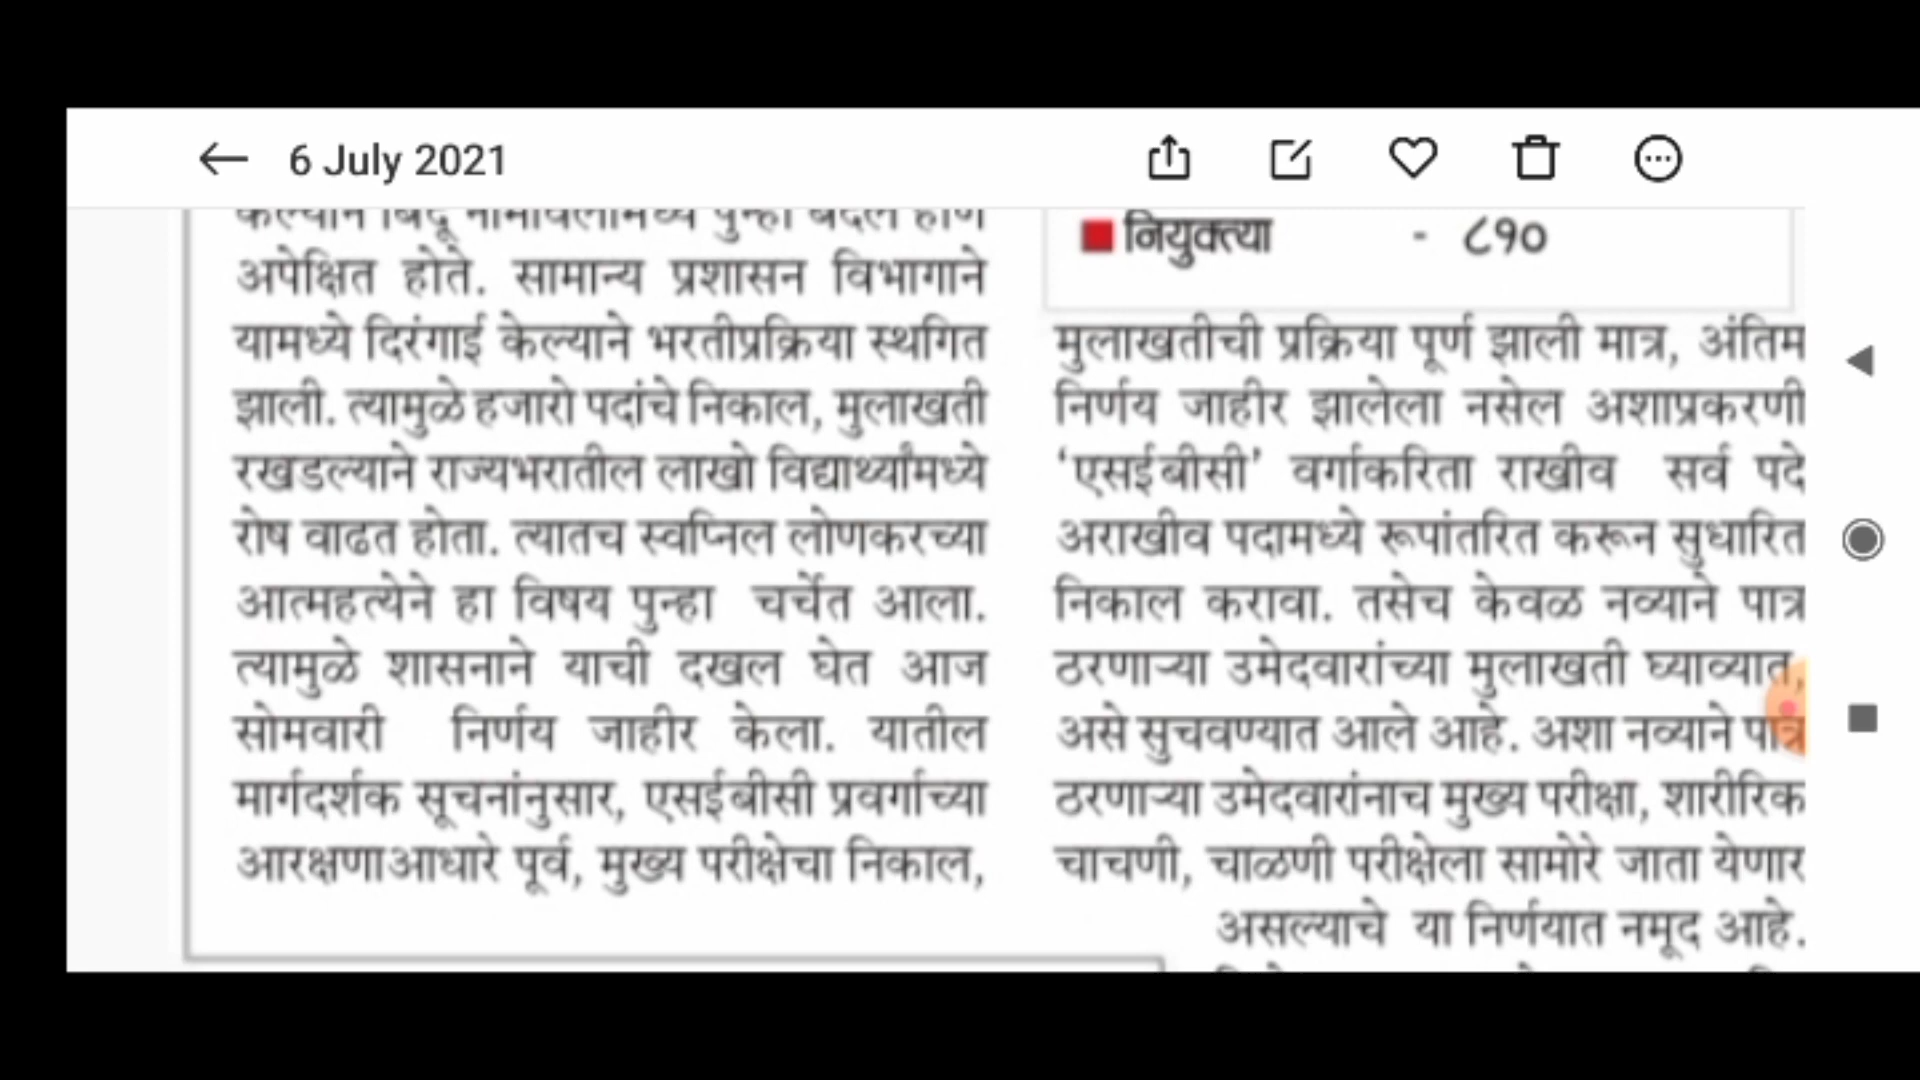 6 July 2021
केल्याने बिंदू नामावलीमध्ये पुन्हा बदल होणे
अपेक्षित होते. सामान्य प्रशासन विभागाने
यामध्ये दिरंगाई केल्याने भरतीप्रक्रिया स्थगित
झाली. त्यामुळे हजारो पदांचे निकाल, मुलाखती
रखडल्याने राज्यभरातील लाखो विद्यार्थ्यांमध्ये
रोष वाढत होता. त्यातच स्वप्निल लोणकरच्या
आत्महत्येने हा विषय पुन्हा चर्चेत आला.
त्यामुळे शासनाने याची दखल घेत आज
सोमवारी निर्णय जाहीर केला. यातील
मार्गदर्शक सूचनांनुसार, एसईबीसी प्रवर्गाच्या
आरक्षणाआधारे पूर्व, मुख्य परीक्षेचा निकाल,
नियुक्त्या - ८१०
मुलाखतीची प्रक्रिया पूर्ण झाली मात्र, अंतिम
निर्णय जाहीर झालेला नसेल अशाप्रकरणी
‘एसईबीसी’ वर्गाकरिता राखीव सर्व पदे
अराखीव पदामध्ये रूपांतरित करून सुधारित
निकाल करावा. तसेच केवळ नव्याने पात्र
ठरणाऱ्या उमेदवारांच्या मुलाखती घ्याव्यात,
असे सुचवण्यात आले आहे. अशा नव्याने पात्र
ठरणाऱ्या उमेदवारांनाच मुख्य परीक्षा, शारीरिक
चाचणी, चाळणी परीक्षेला सामोरे जाता येणार
असल्याचे या निर्णयात नमूद आहे.